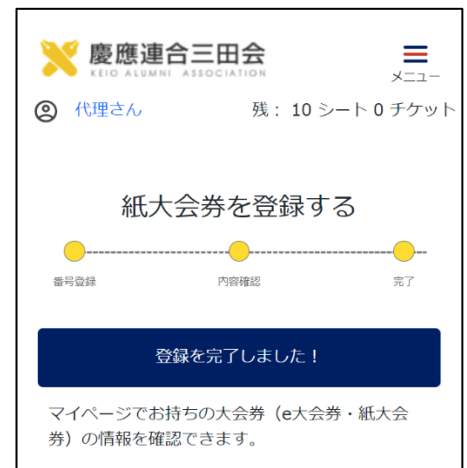 慶應連合三田会
KEIO ALUMNI ASSOCIATION
メニュー
代理さん 残： 10 シート 0 チケット
紙大会券を登録する
番号登録 内容確認 完了
登録を完了しました！
マイページでお持ちの大会券（e大会券・紙大会
券）の情報を確認できます。